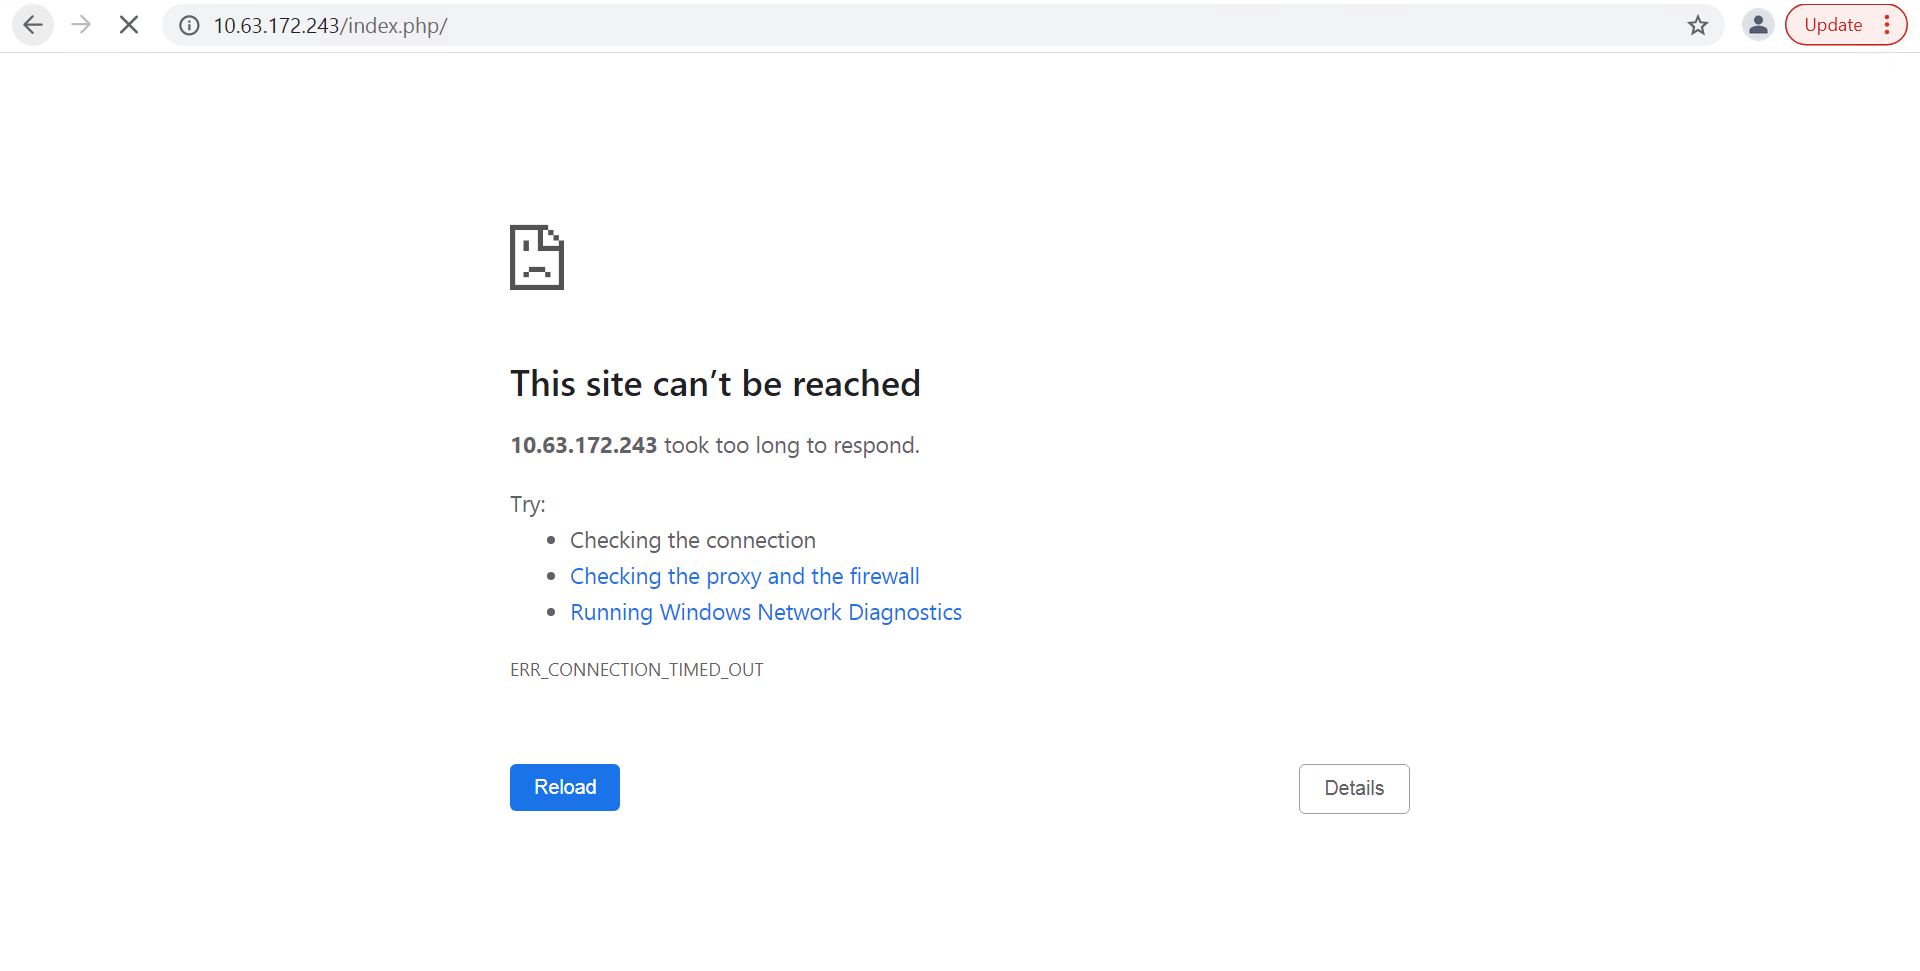 10.63.172.243/index.php/
Update
This site can’t be reached
10.63.172.243 took too long to respond.
Try:
• Checking the connection
• Checking the proxy and the firewall
• Running Windows Network Diagnostics
ERR_CONNECTION_TIMED_OUT
Reload
Details